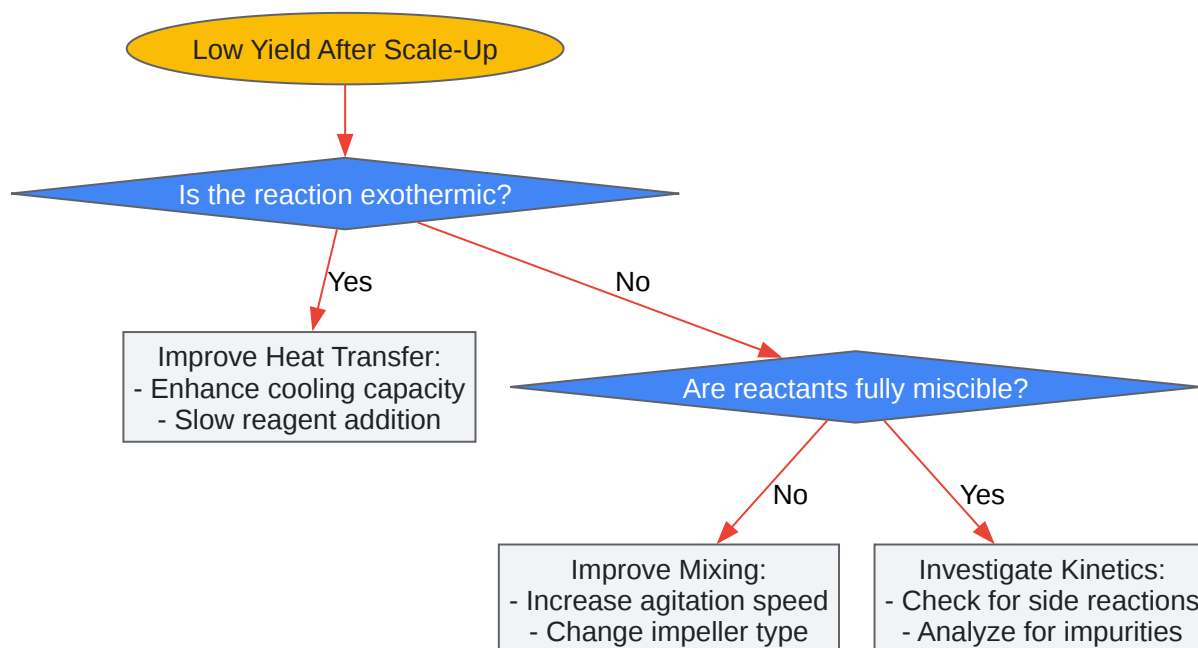 Low Yield After Scale-Up
Is the reaction exothermic?
Yes
No
Improve Heat Transfer:
- Enhance cooling capacity
- Slow reagent addition
Are reactants fully miscible?
No
Yes
Improve Mixing:
- Increase agitation speed
- Change impeller type
Investigate Kinetics:
- Check for side reactions
- Analyze for impurities